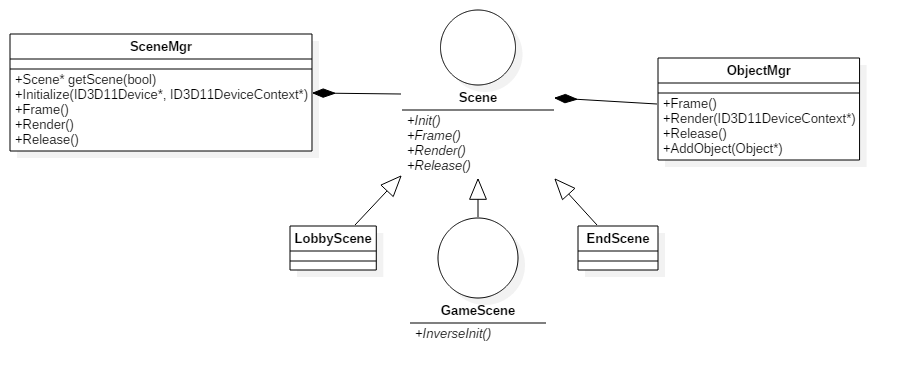 SceneMgr
+Scene* getScene(bool)
+Initialize(ID3D11Device*, ID3D11DeviceContext*)
+Frame()
+Render()
+Release()
Scene
+Init()
+Frame()
+Render()
+Release()
ObjectMgr
+Frame()
+Render(ID3D11DeviceContext*)
+Release()
+AddObject(Object*)
LobbyScene
GameScene
+InverseInit()
EndScene